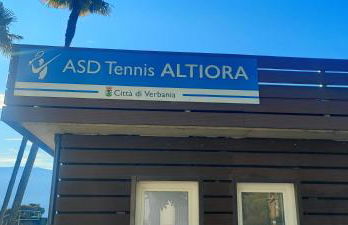 ASD Tennis ALTIORA
Città di Verbania